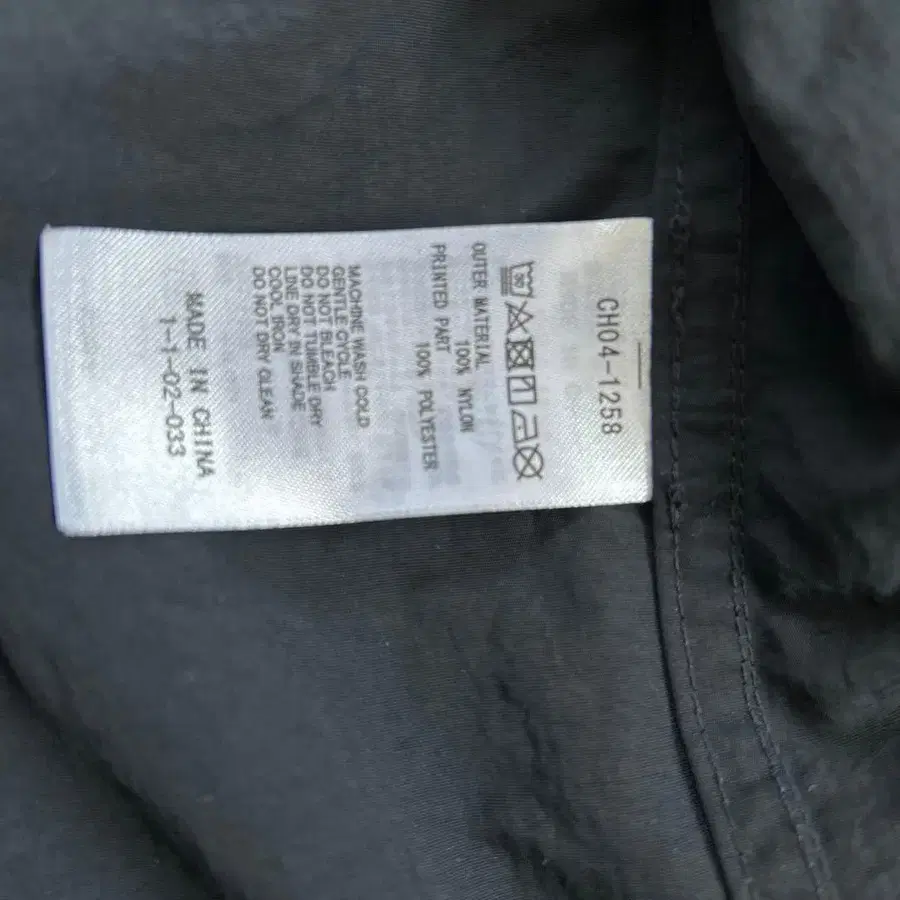 CH04-1258
30
OUTER MATERIAL
100% NYLON
PRINTED PART
100% POLYESTER
MACHINE WASH COLD
GENTLE CYCLE
DO NOT BLEACH
DO NOT TUMBLE DRY
LINE DRY IN SHADE
COOL IRON
DO NOT DRY CLEAN
MADE IN CHINA
1-1-02-033